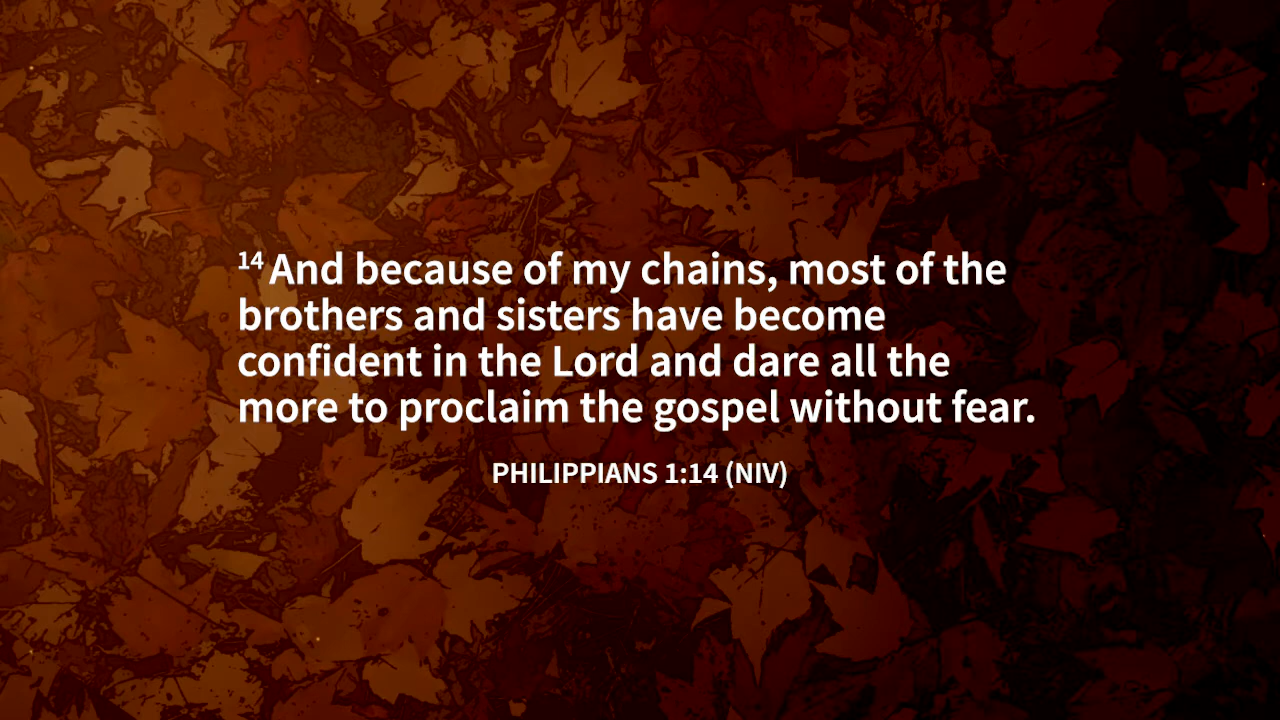 14 And because of my chains, most of the
brothers and sisters have become
confident in the Lord and dare all the
more to proclaim the gospel without fear.
PHILIPPIANS 1:14 (NIV)